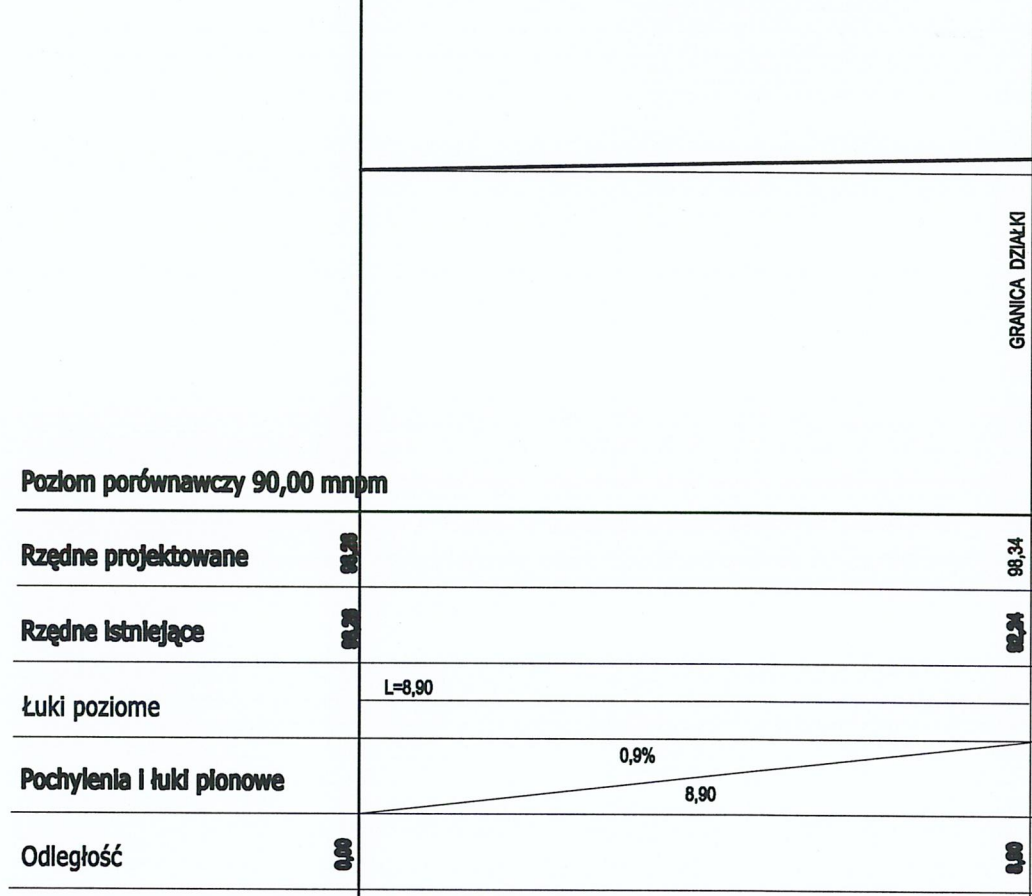 GRANICA DZIAŁKI
Poziom porównawczy 90,00 mnpm
Rzędne projektowane 98,34
Rzędne istniejące
Łuki poziome L=8,90
Pochylenia i łuki pionowe 0,9% 8,90
Odległość 0,00